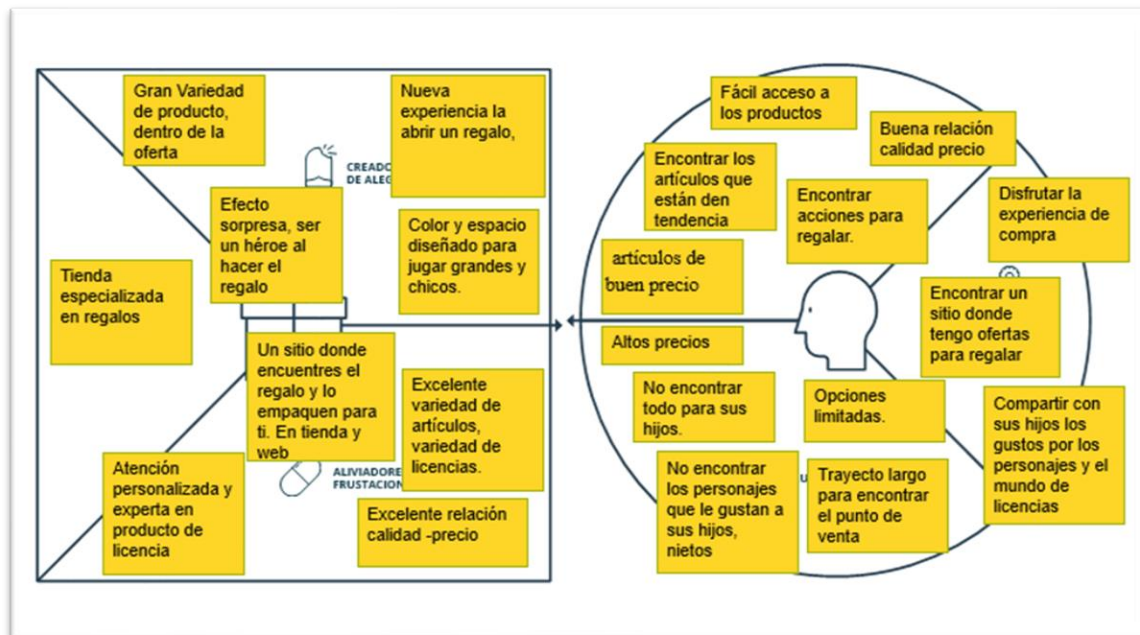 Gran Variedad
de producto,
dentro de la
oferta
Nueva
experiencia la
abrir un regalo,
CREADO
DE ALEG
Efecto
sorpresa, ser
un héroe al
hacer el
regalo
Color y espacio
diseñado para
jugar grandes y
chicos.
Tienda
especializada
en regalos
Un sitio donde
encuentres el
regalo y lo
empaquen para
ti. En tienda y
web
Excelente
variedad de
artículos,
variedad de
licencias.
Atención
personalizada y
experta en
producto de
licencia
ALIVIADORE
FRUSTACION
Excelente relación
calidad -precio
Fácil acceso a
los productos
Buena relación
calidad precio
Encontrar los
artículos que
están den
tendencia
Encontrar
acciones para
regalar.
Disfrutar la
experiencia de
compra
artículos de
buen precio
Encontrar un
sitio donde
tengo ofertas
para regalar
Altos precios
No encontrar
todo para sus
hijos.
Opciones
limitadas.
Compartir con
sus hijos los
gustos por los
personajes y el
mundo de
licencias
No encontrar
los personajes
que le gustan a
sus hijos,
nietos
Trayecto largo
para encontrar
el punto de
venta